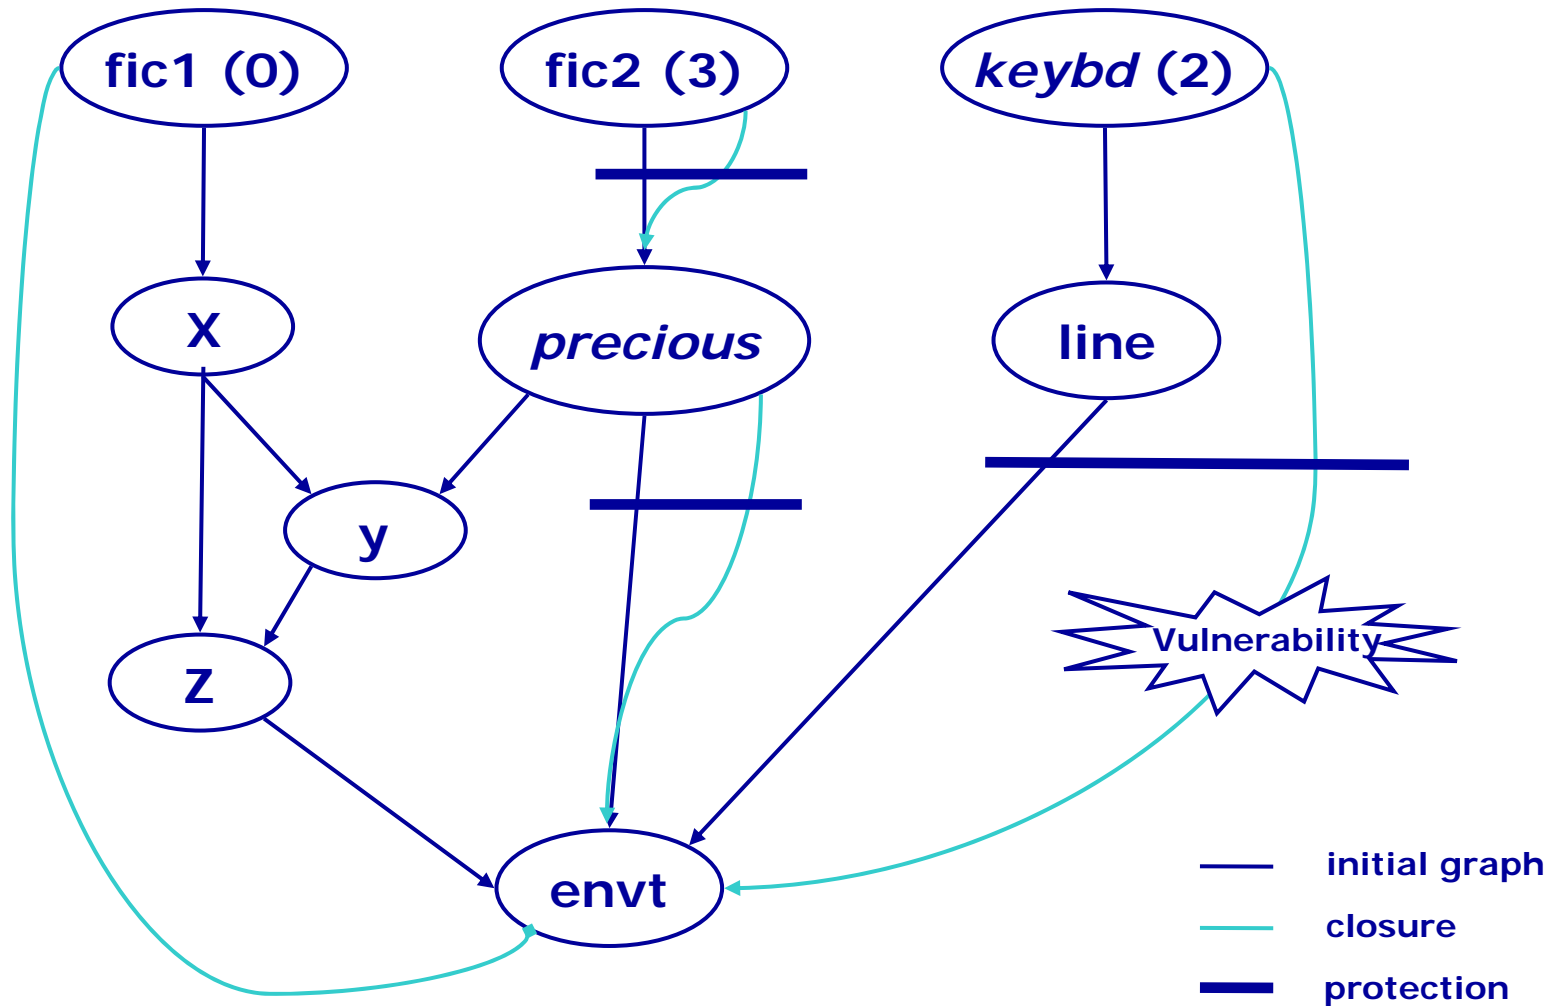 fic1 (0)
fic2 (3)
keybd (2)
X
precious
line
y
Vulnerability
Z
envt
initial graph
closure
protection